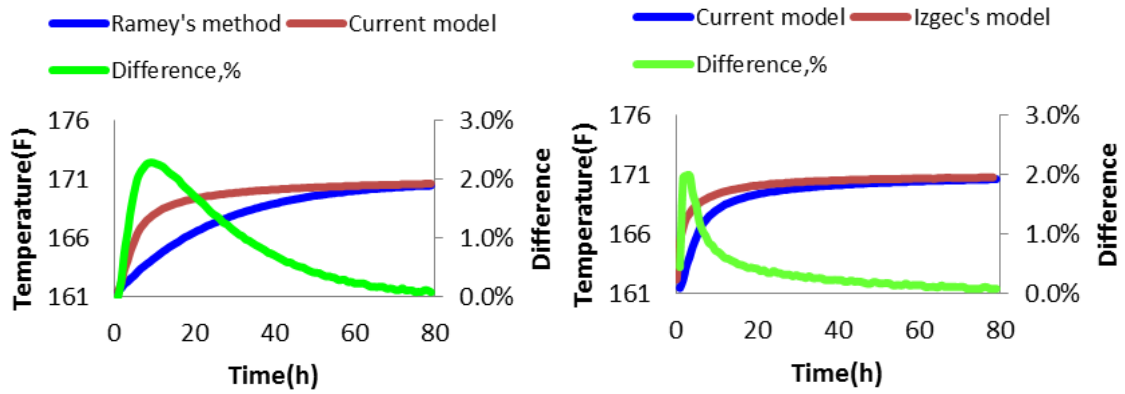 Ramey's method Current model
Difference,%
Temperature(F)
176
171
166
161
3.0%
2.0%
1.0%
0.0%
Difference
0 20 40 60 80
Time(h)
Current model Izgec's model
Difference,%
Temperature(F)
176
171
166
161
3.0%
2.0%
1.0%
0.0%
Difference
0 20 40 60 80
Time(h)